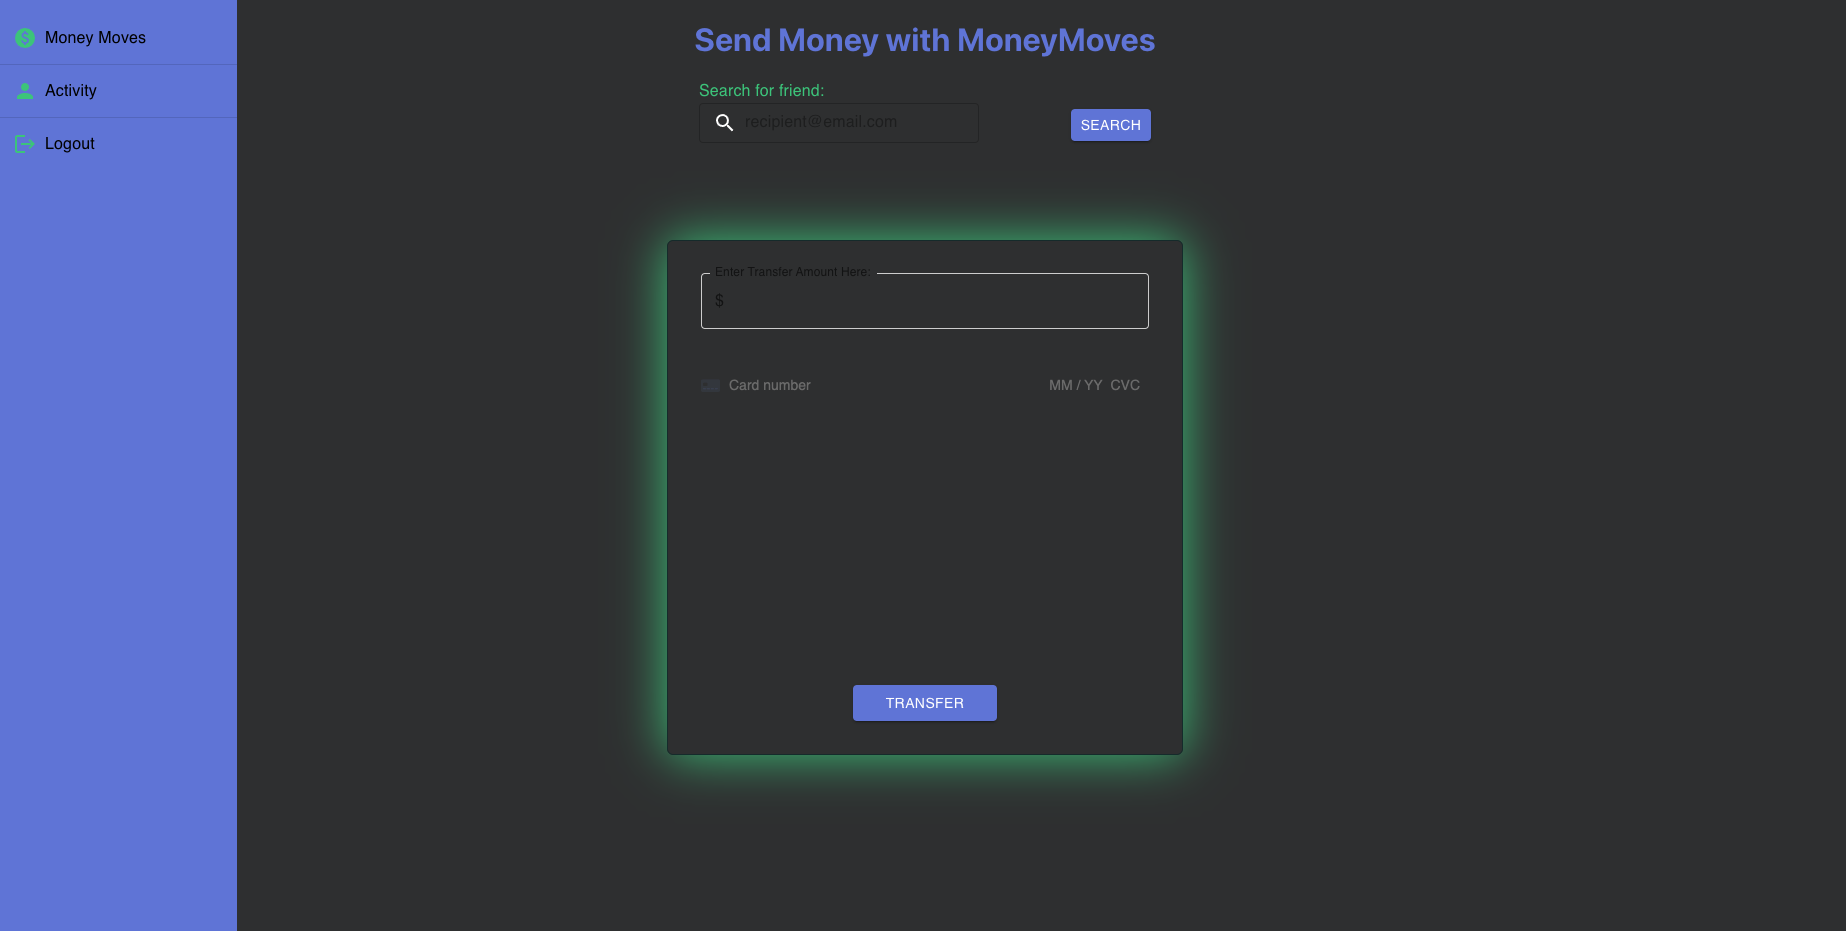 Money Moves
Activity
Logout
Send Money with MoneyMoves
Search for friend:
recipient@email.com
SEARCH
Enter Transfer Amount Here:
$
Card number MM / YY CVC
TRANSFER